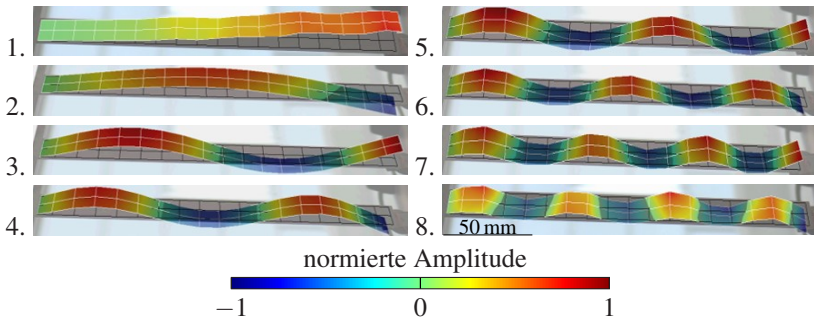 1.
2.
3.
4.
5.
6.
7.
8.
50 mm
normierte Amplitude
−1 0 1